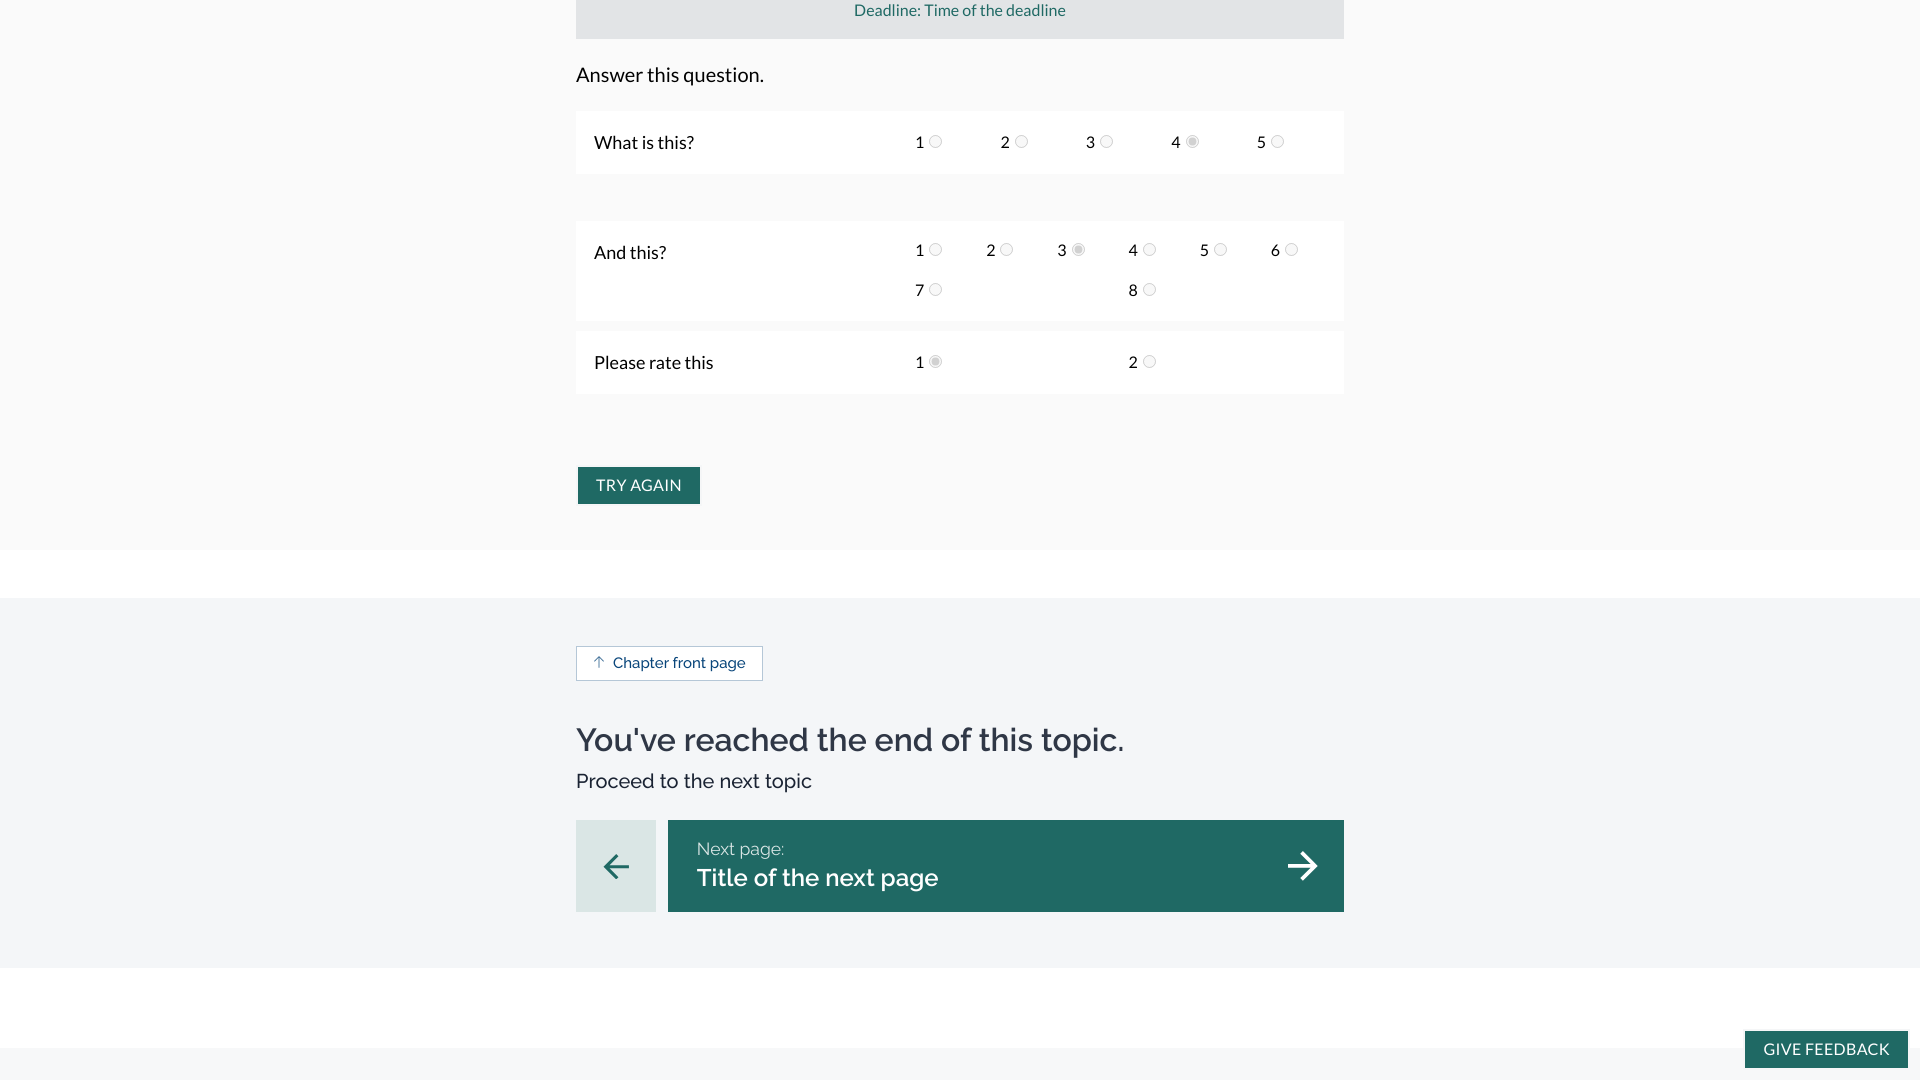 Deadline: Time of the deadline
Answer this question.
What is this? 1 2 3 4 5
And this? 1 2 3 4 5 6
7 8
Please rate this 1 2
TRY AGAIN
Chapter front page
You've reached the end of this topic.
Proceed to the next topic
Next page:
Title of the next page
GIVE FEEDBACK